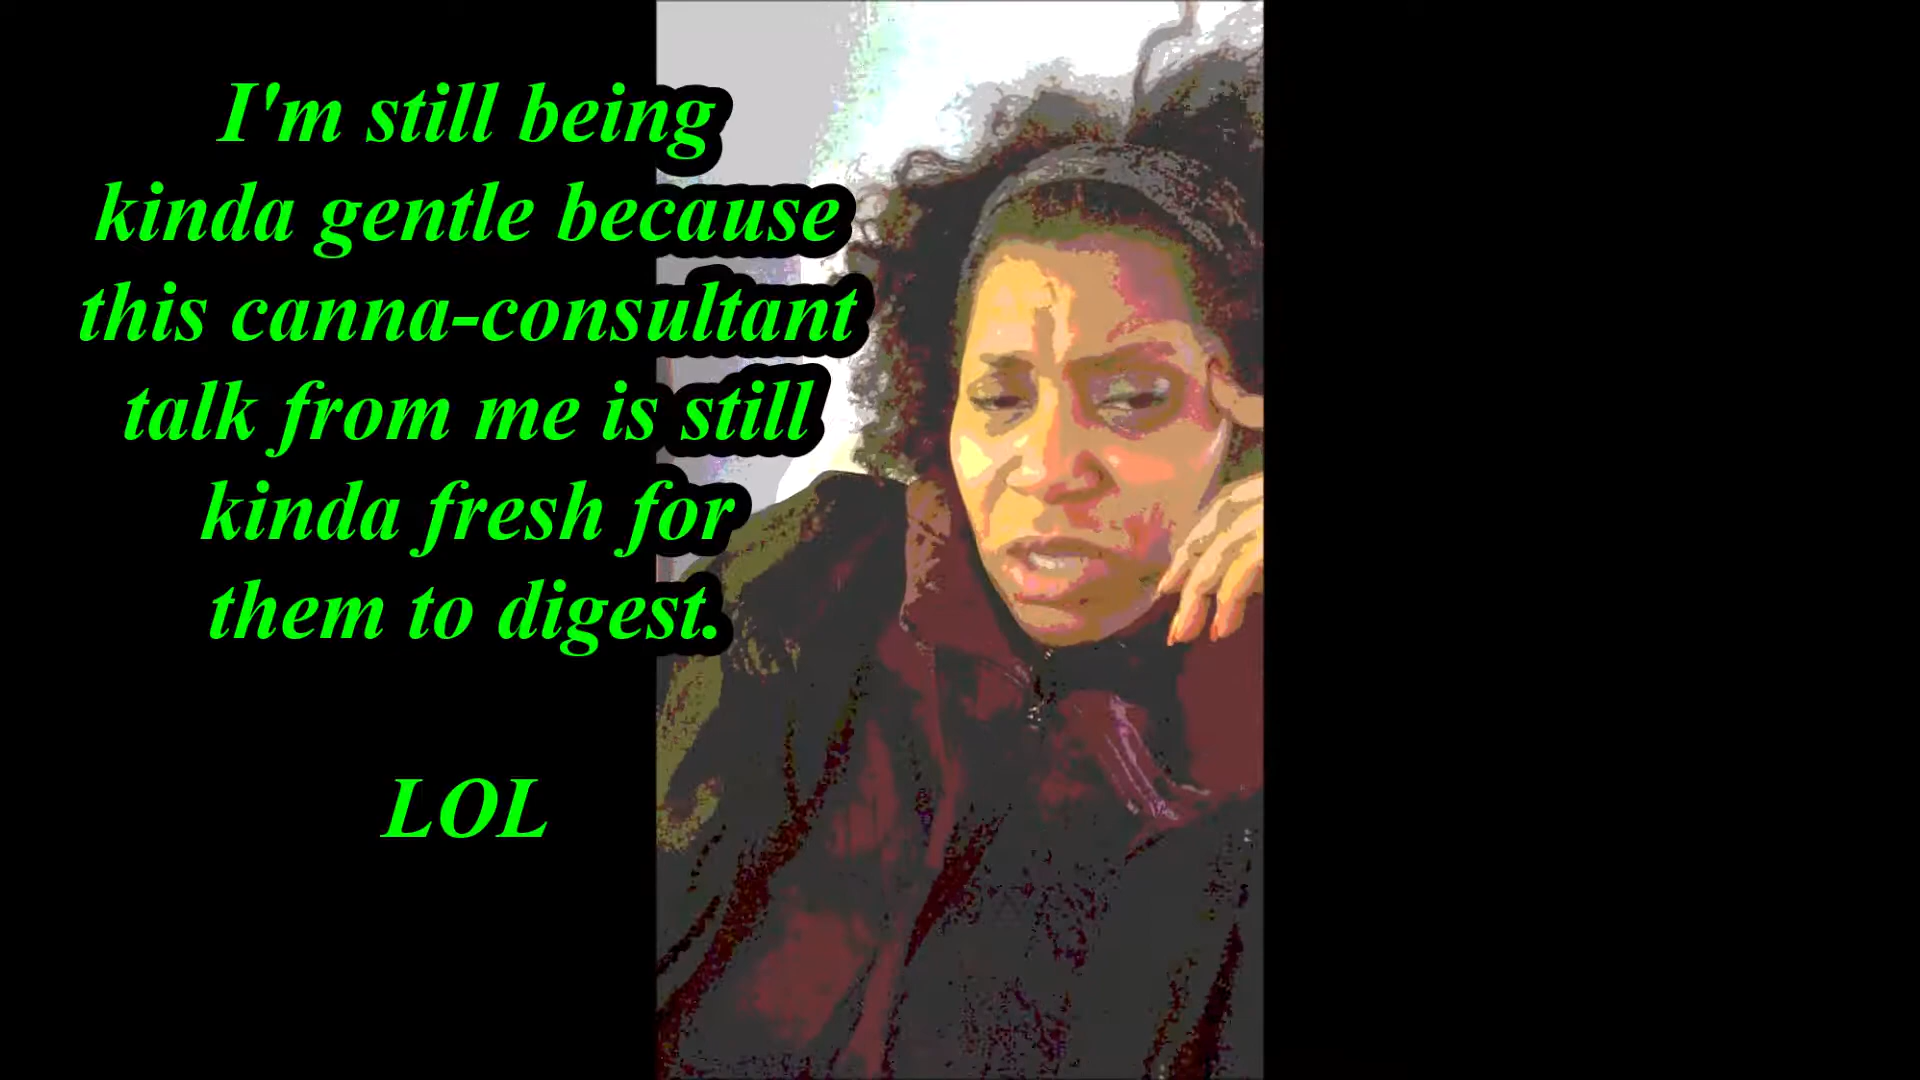 I'm still being
kinda gentle because
this canna-consultant
talk from me is still
kinda fresh for
them to digest.
LOL